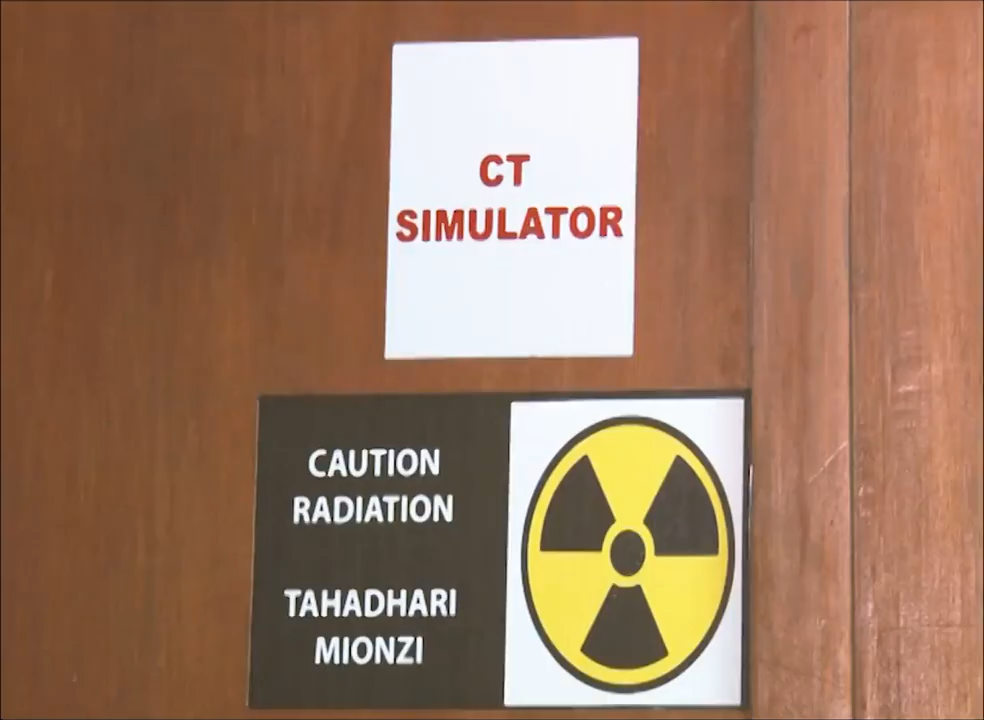 CT
SIMULATOR
CAUTION
RADIATION
TAHADHARI
MIONZI